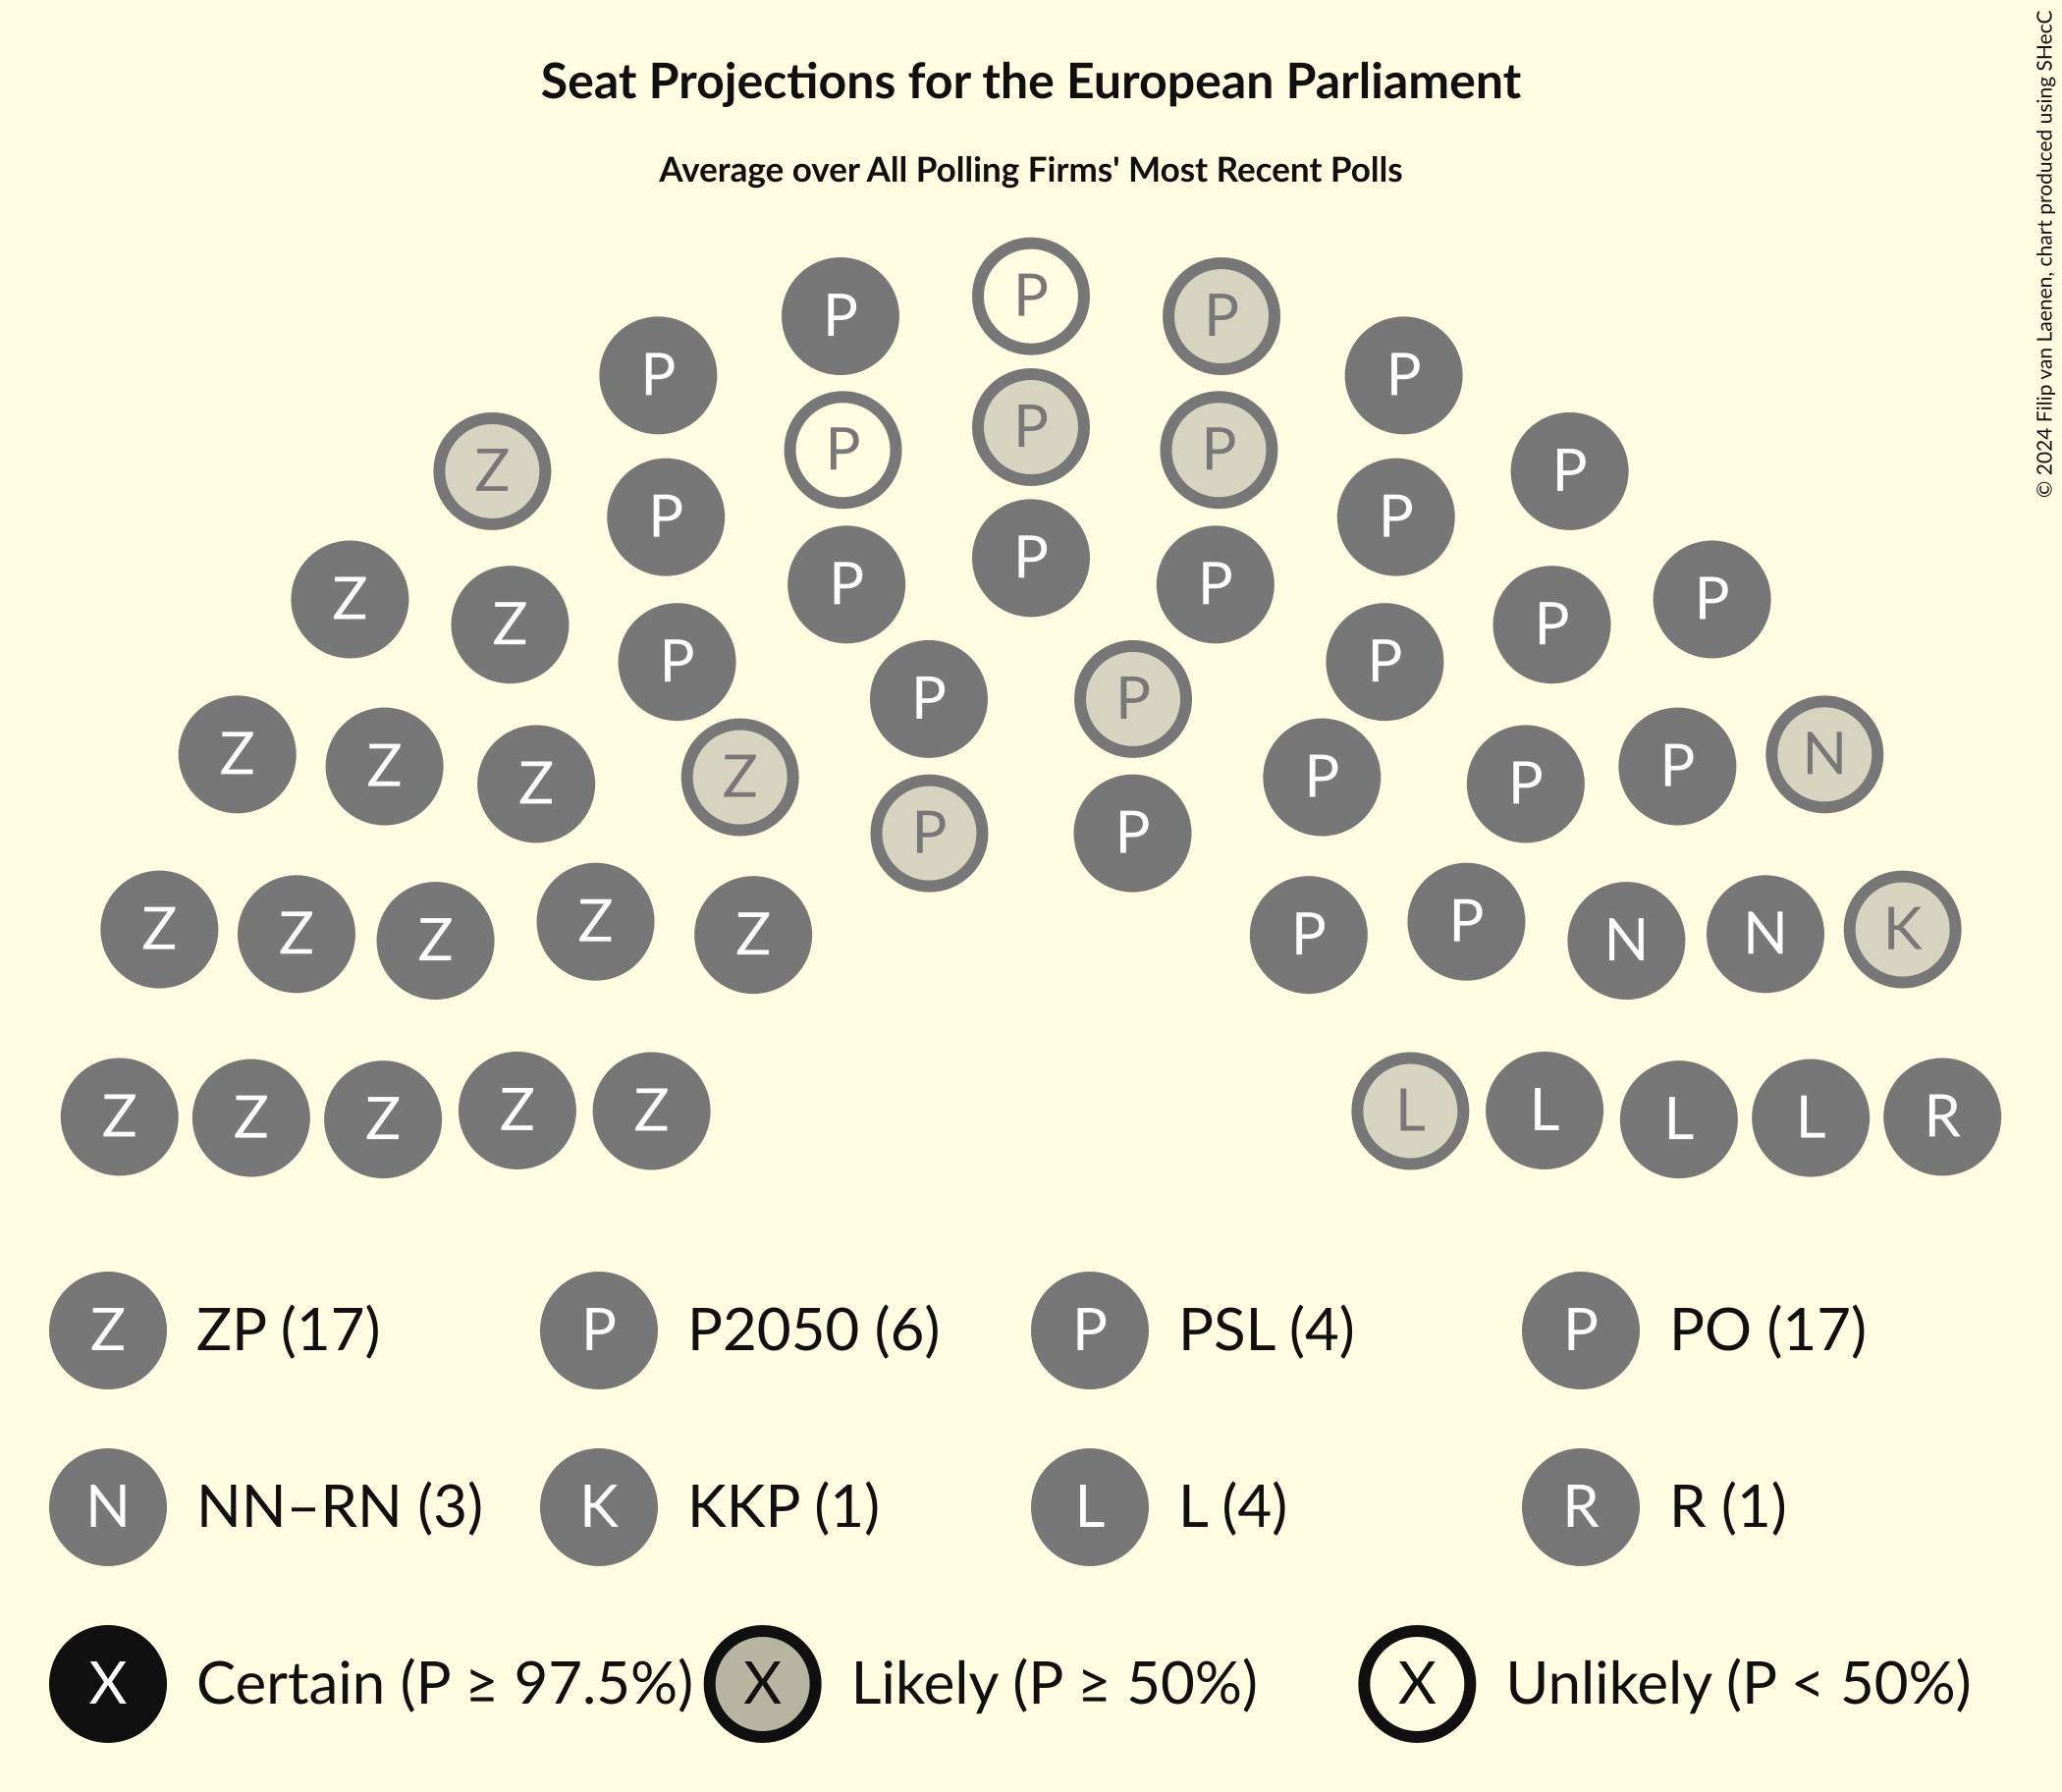 Seat Projections for the European Parliament
Average over All Polling Firms' Most Recent Polls
© 2024 Filip van Laenen, chart produced using SHecC
P
P P
P P
P
P P
Z P
P P
P
P P
P P
Z P
Z P
P P
P P
Z Z P P N
Z P
Z P
P P
Z Z
P P
Z Z Z N N K
Z P
Z P
Z Z Z Z Z L L L L R
Z ZP (17) P P2050 (6) P PSL (4) P PO (17)
N NN–RN (3) K KKP (1) L L (4) R R (1)
X Certain (P ≥ 97.5%) X Likely (P ≥ 50%) X Unlikely (P < 50%)